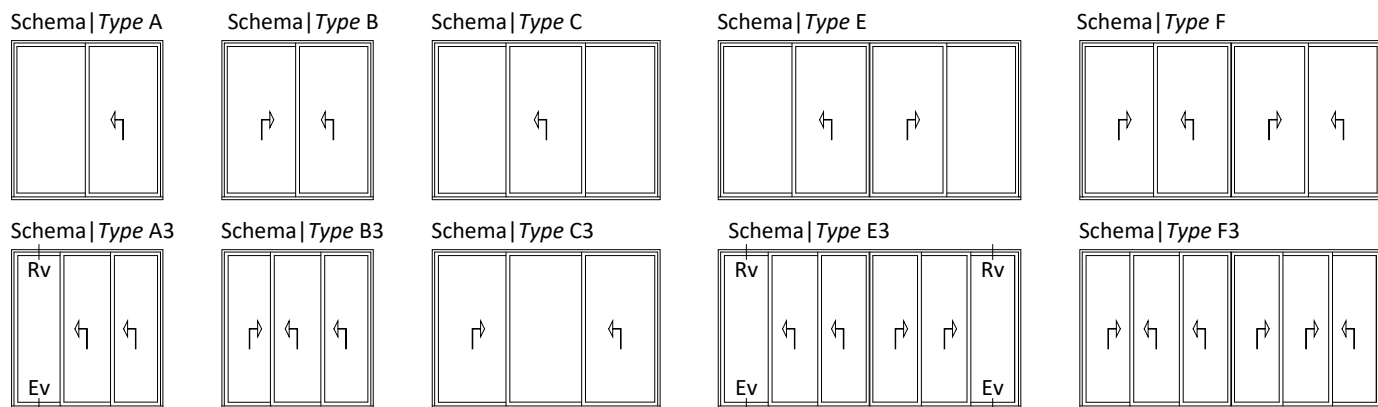 Schema|Type A
Schema|Type B
Schema|Type C
Schema|Type E
Schema|Type F
Schema|Type A3
Schema|Type B3
Schema|Type C3
Schema|Type E3
Schema|Type F3
Rv
Rv
Rv
Ev
Ev
Ev